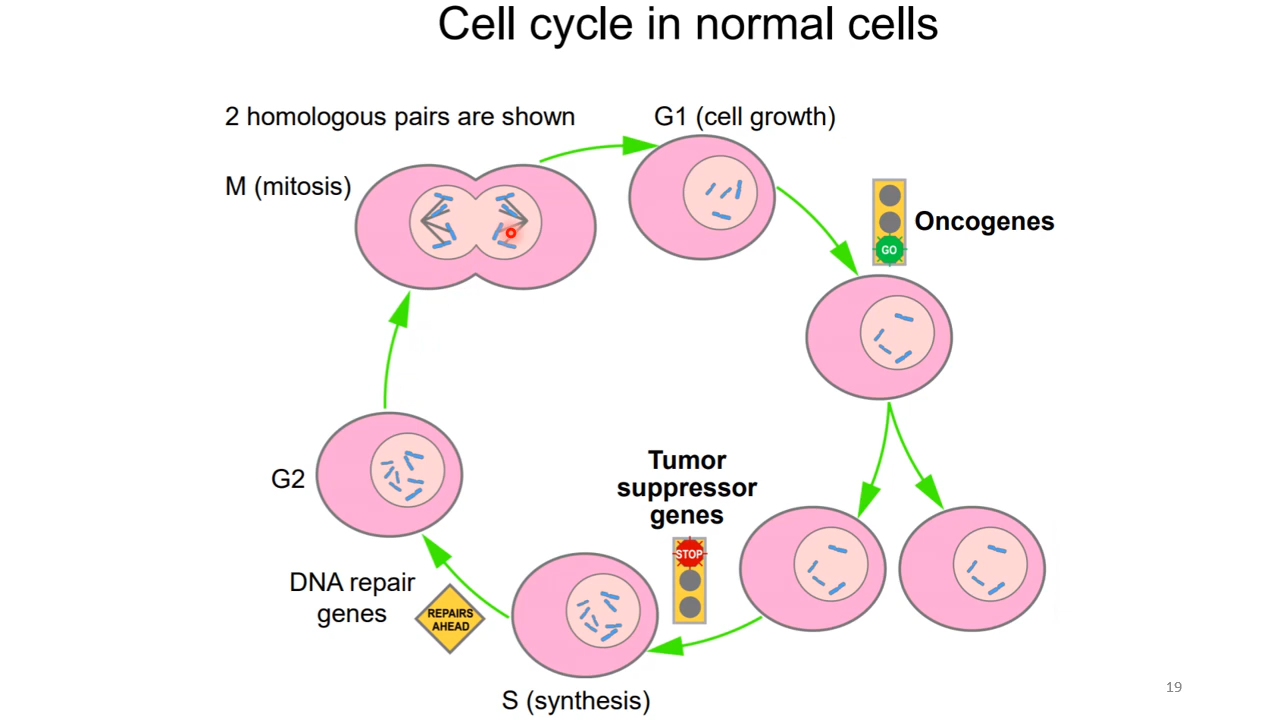 Cell cycle in normal cells
2 homologous pairs are shown
G1 (cell growth)
M (mitosis)
Oncogenes
GO
G2
Tumor
suppressor
genes
STOP
DNA repair
genes
REPAIRS
AHEAD
S (synthesis)
19